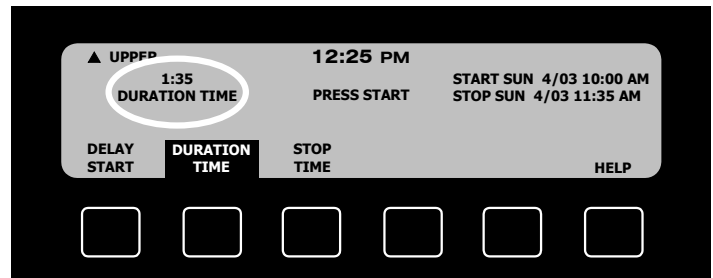 ▲ UPPER
12:25 PM
1:35
DURATION TIME
PRESS START
START SUN 4/03 10:00 AM
STOP SUN 4/03 11:35 AM
DELAY START
DURATION TIME
STOP TIME
HELP